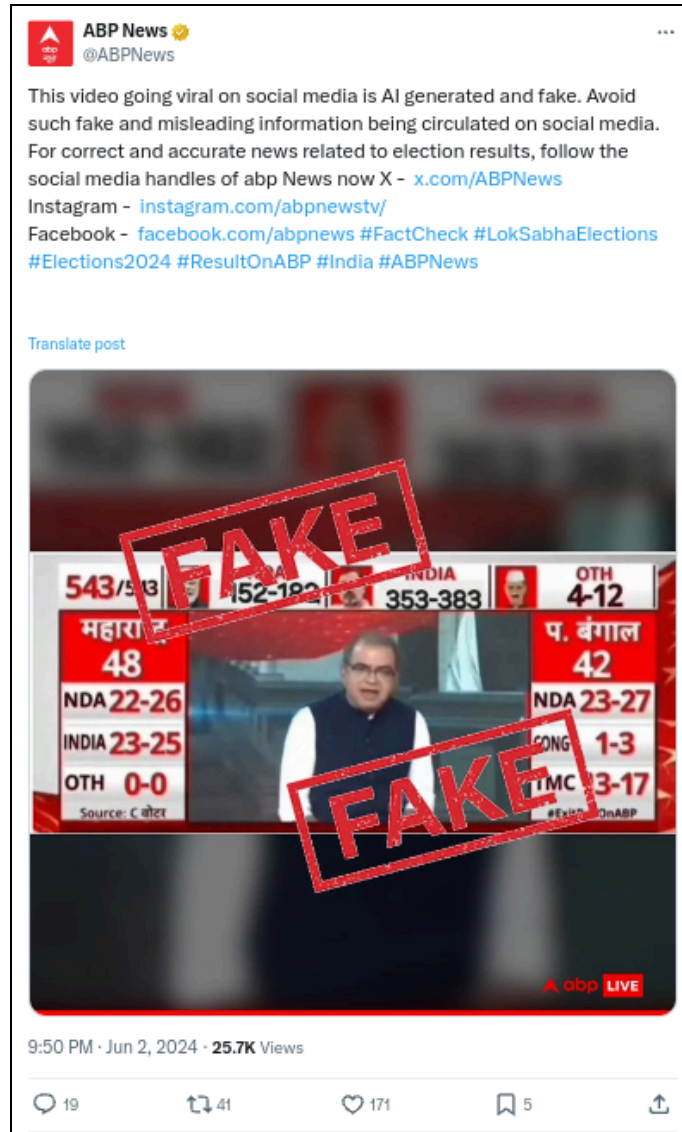 ABP News
@ABPNews
This video going viral on social media is AI generated and fake. Avoid
such fake and misleading information being circulated on social media.
For correct and accurate news related to election results, follow the
social media handles of abp News now X - x.com/ABPNews
Instagram - instagram.com/abpnewstv/
Facebook - facebook.com/abpnews #FactCheck #LokSabhaElections
#Elections2024 #ResultOnABP #India #ABPNews
Translate post
FAKE
543/543
152-182
INDIA
353-383
OTH
4-12
महाराष्ट्र
48
NDA 22-26
INDIA 23-25
OTH 0-0
Source: C वोटर
प. बंगाल
42
NDA 23-27
CONG 1-3
TMC 13-17
FAKE
abp LIVE
9:50 PM · Jun 2, 2024 · 25.7K Views
19 41 171 5